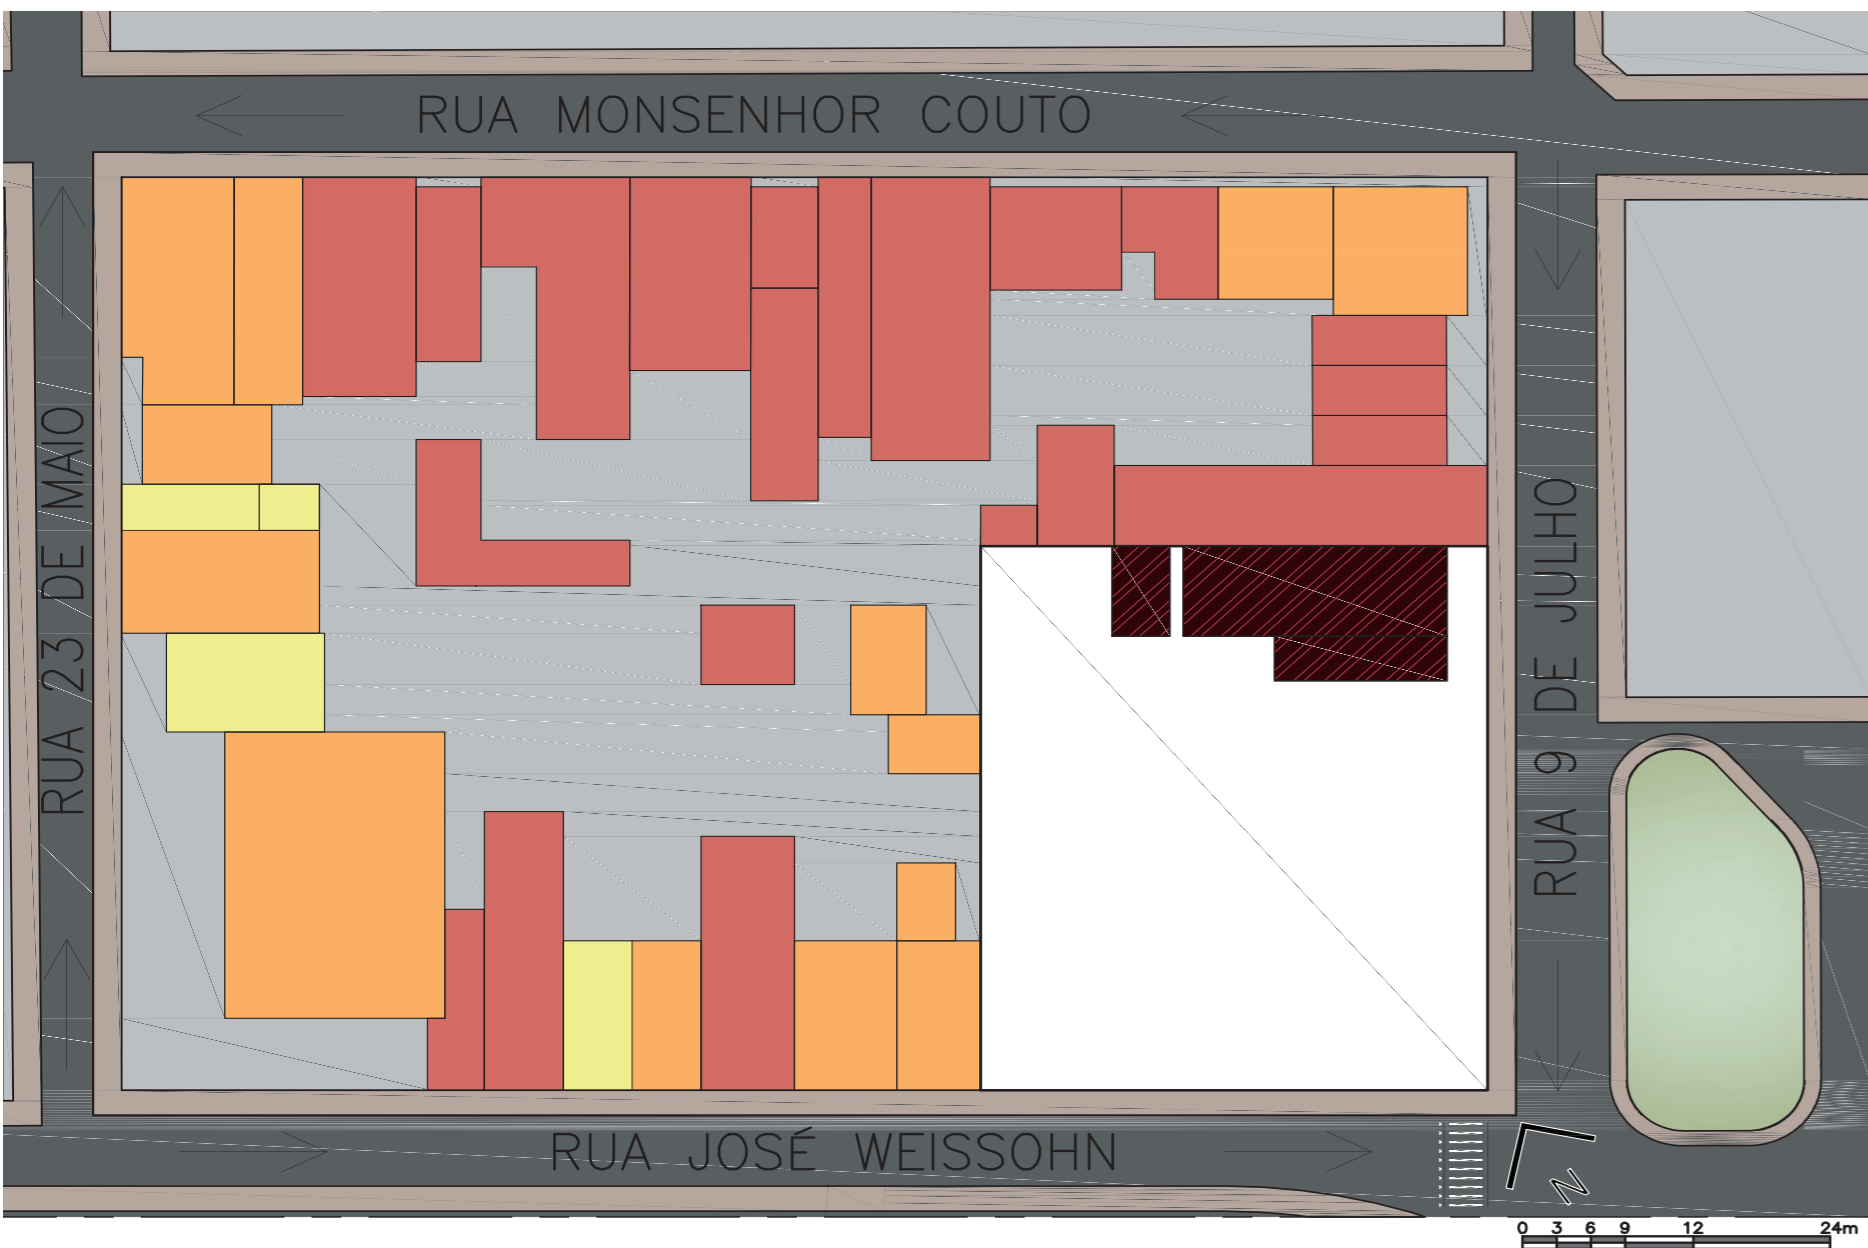 RUA MONSENHOR COUTO
RUA 23 DE MAIO
RUA 9 DE JULHO
RUA JOSÉ WEISSOHN
N
0 3 6 9 12 24m